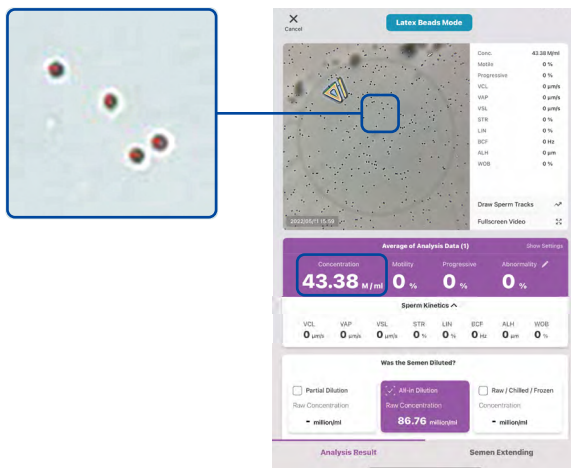 Cancel
Latex Beads Mode
Conc. 43.38 M/ml
Motile 0 %
Progressive 0 %
VCL 0 μm/s
VAP 0 μm/s
VSL 0 μm/s
STR 0 %
LIN 0 %
BCF 0 Hz
ALH 0 μm
WOB 0 %
Draw Sperm Tracks
Fullscreen Video
2022/05/11 15:59
Average of Analysis Data (1) Show Settings
Concentration Motility Progressive Abnormality
43.38 M / ml 0 % 0 % 0 %
Sperm Kinetics
VCL VAP VSL STR LIN BCF ALH WOB
0 μm/s 0 μm/s 0 μm/s 0 % 0 % 0 Hz 0 μm 0 %
Was the Semen Diluted?
Partial Dilution All-in Dilution Raw / Chilled / Frozen
Raw Concentration Raw Concentration Concentration
- million/ml 86.76 million/ml - million/ml
Analysis Result Semen Extending